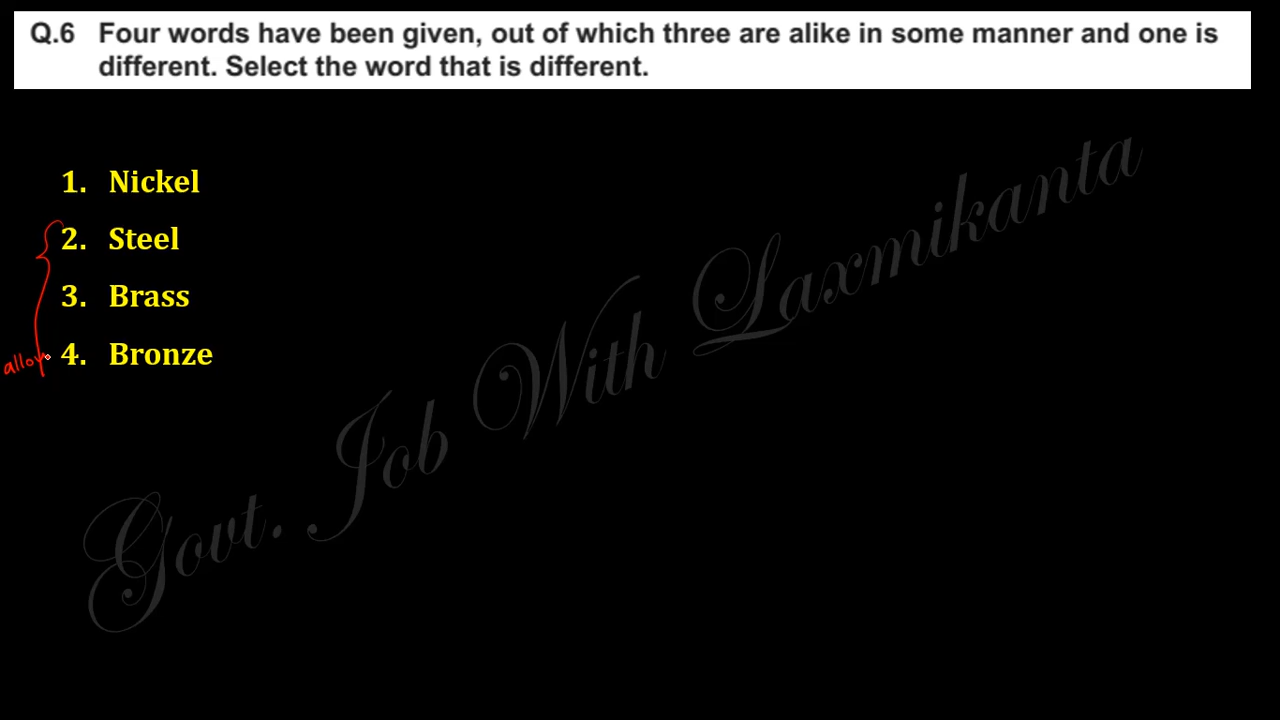 Q.6 Four words have been given, out of which three are alike in some manner and one is
different. Select the word that is different.
1. Nickel
2. Steel
3. Brass
4. Bronze
alloy
Govt. Job With Laxmikanta